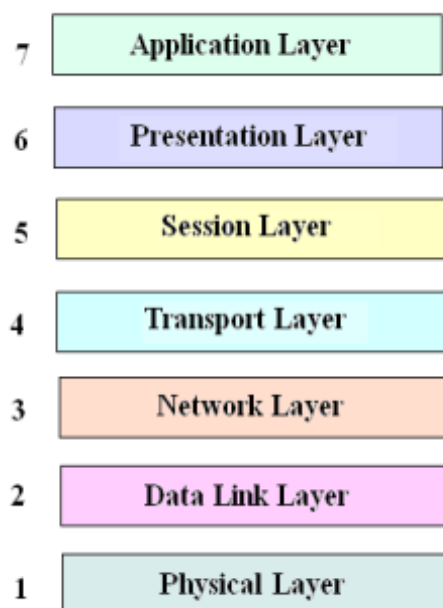 7 Application Layer
6 Presentation Layer
5 Session Layer
4 Transport Layer
3 Network Layer
2 Data Link Layer
1 Physical Layer